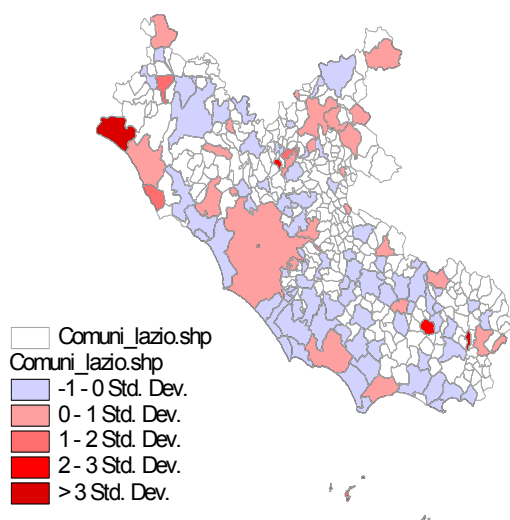 Comuni_lazio.shp
Comuni_lazio.shp
-1 - 0 Std. Dev.
0 - 1 Std. Dev.
1 - 2 Std. Dev.
2 - 3 Std. Dev.
> 3 Std. Dev.